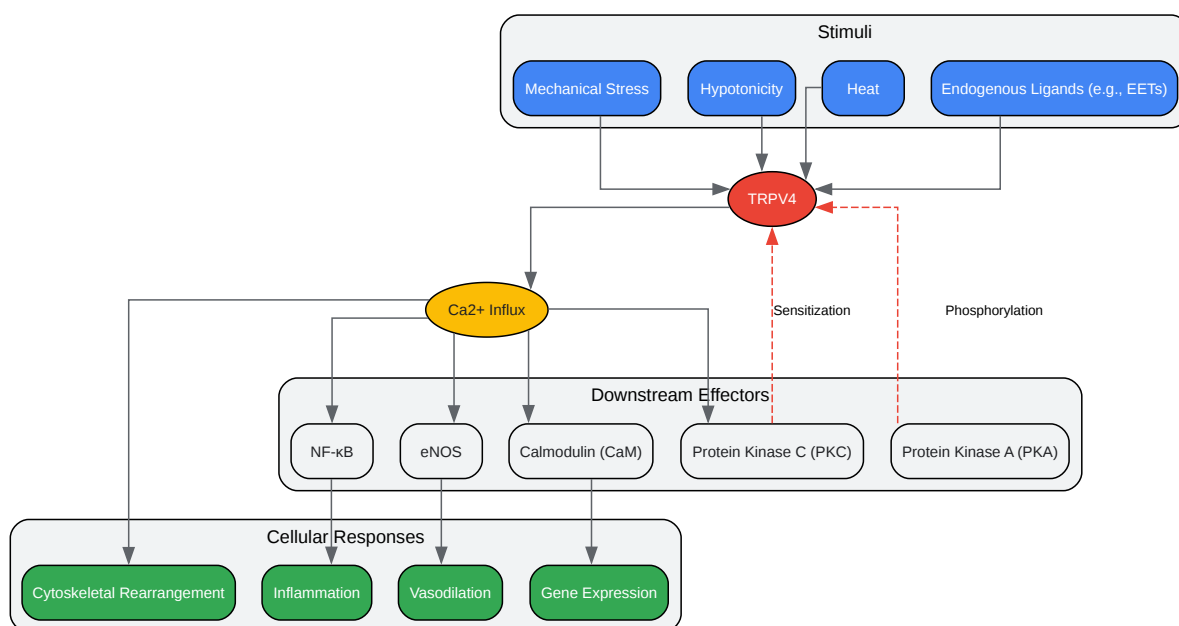 Stimuli
Mechanical Stress
Hypotonicity
Heat
Endogenous Ligands (e.g., EETs)
TRPV4
Ca2+ Influx
Sensitization
Phosphorylation
Downstream Effectors
NF-κB
eNOS
Calmodulin (CaM)
Protein Kinase C (PKC)
Protein Kinase A (PKA)
Cellular Responses
Cytoskeletal Rearrangement
Inflammation
Vasodilation
Gene Expression